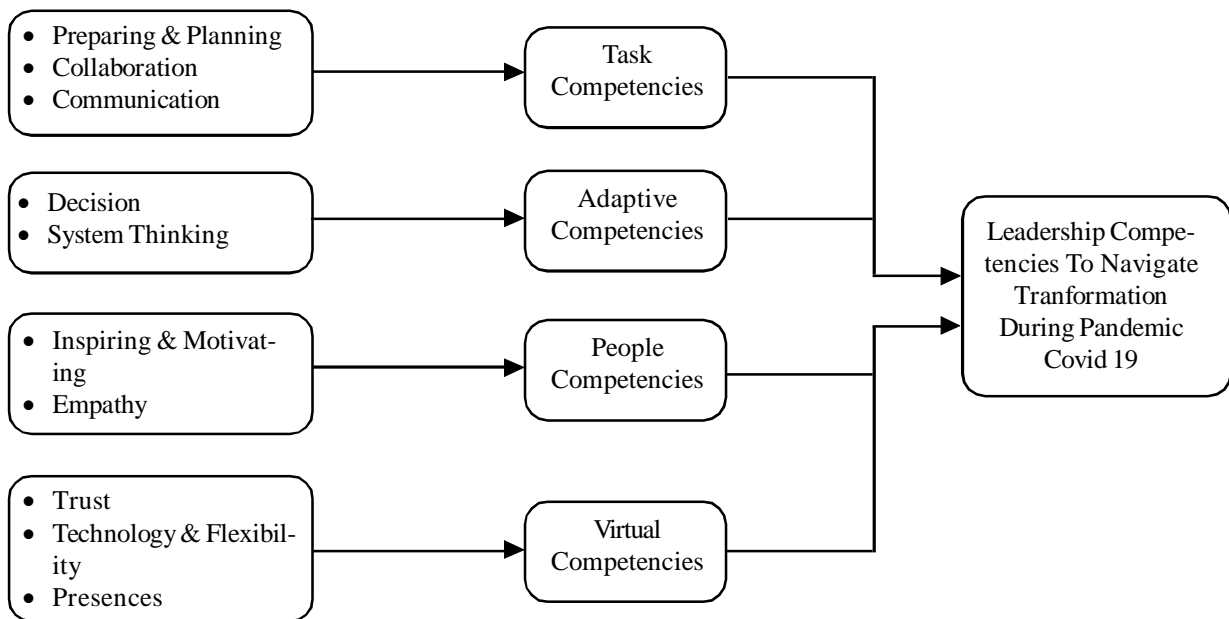 • Preparing & Planning
• Collaboration
• Communication
Task
Competencies
• Decision
• System Thinking
Adaptive
Competencies
• Inspiring & Motivat-
ing
• Empathy
People
Competencies
• Trust
• Technology & Flexibil-
ity
• Presences
Virtual
Competencies
Leadership Compe-
tencies To Navigate
Tranformation
During Pandemic
Covid 19